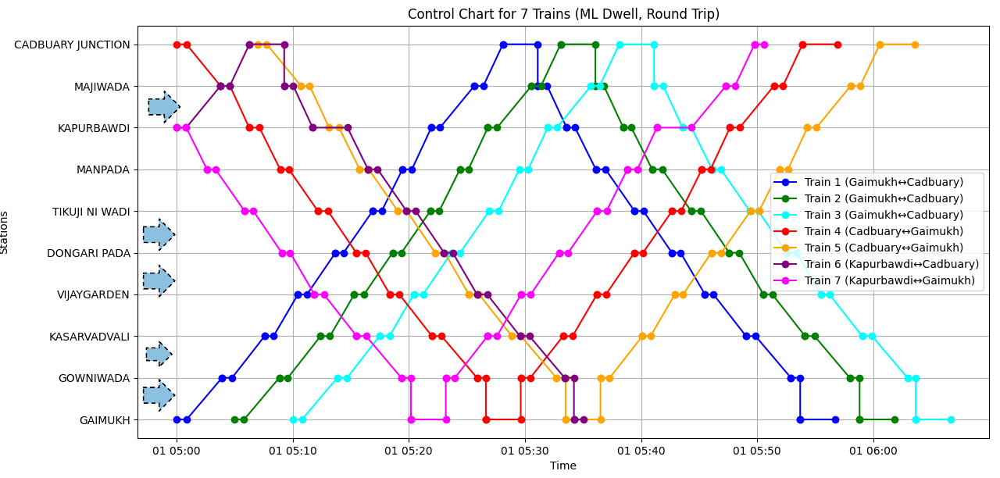 Control Chart for 7 Trains (ML Dwell, Round Trip)
Stations
CADBUARY JUNCTION
MAJIWADA
KAPURBAWDI
MANPADA
TIKUJI NI WADI
DONGARI PADA
VIJAYGARDEN
KASARVADVALI
GOWNIWADA
GAIMUKH
Train 1 (Gaimukh↔Cadbuary)
Train 2 (Gaimukh↔Cadbuary)
Train 3 (Gaimukh↔Cadbuary)
Train 4 (Cadbuary↔Gaimukh)
Train 5 (Cadbuary↔Gaimukh)
Train 6 (Kapurbawdi↔Cadbuary)
Train 7 (Kapurbawdi↔Gaimukh)
01 05:00 01 05:10 01 05:20 01 05:30 01 05:40 01 05:50 01 06:00
Time